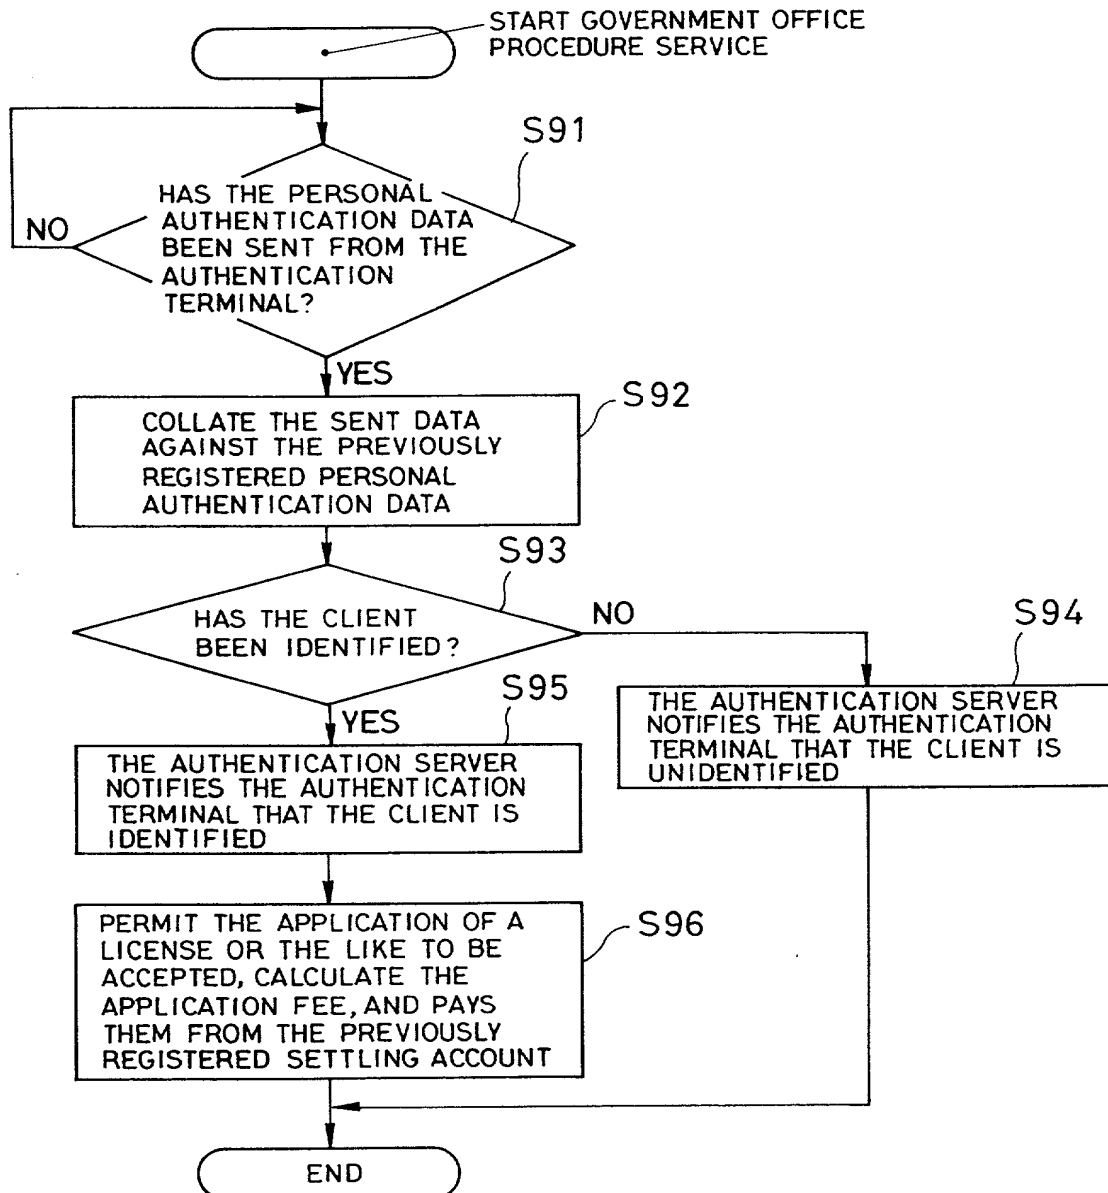 START GOVERNMENT OFFICE
PROCEDURE SERVICE
S91
HAS THE PERSONAL
AUTHENTICATION DATA
BEEN SENT FROM THE
AUTHENTICATION
TERMINAL?
NO
YES
S92
COLLATE THE SENT DATA
AGAINST THE PREVIOUSLY
REGISTERED PERSONAL
AUTHENTICATION DATA
S93
HAS THE CLIENT
BEEN IDENTIFIED?
NO
S94
THE AUTHENTICATION SERVER
NOTIFIES THE AUTHENTICATION
TERMINAL THAT THE CLIENT IS
UNIDENTIFIED
YES
S95
THE AUTHENTICATION SERVER
NOTIFIES THE AUTHENTICATION
TERMINAL THAT THE CLIENT IS
IDENTIFIED
S96
PERMIT THE APPLICATION OF A
LICENSE OR THE LIKE TO BE
ACCEPTED, CALCULATE THE
APPLICATION FEE, AND PAYS
THEM FROM THE PREVIOUSLY
REGISTERED SETTLING ACCOUNT
END